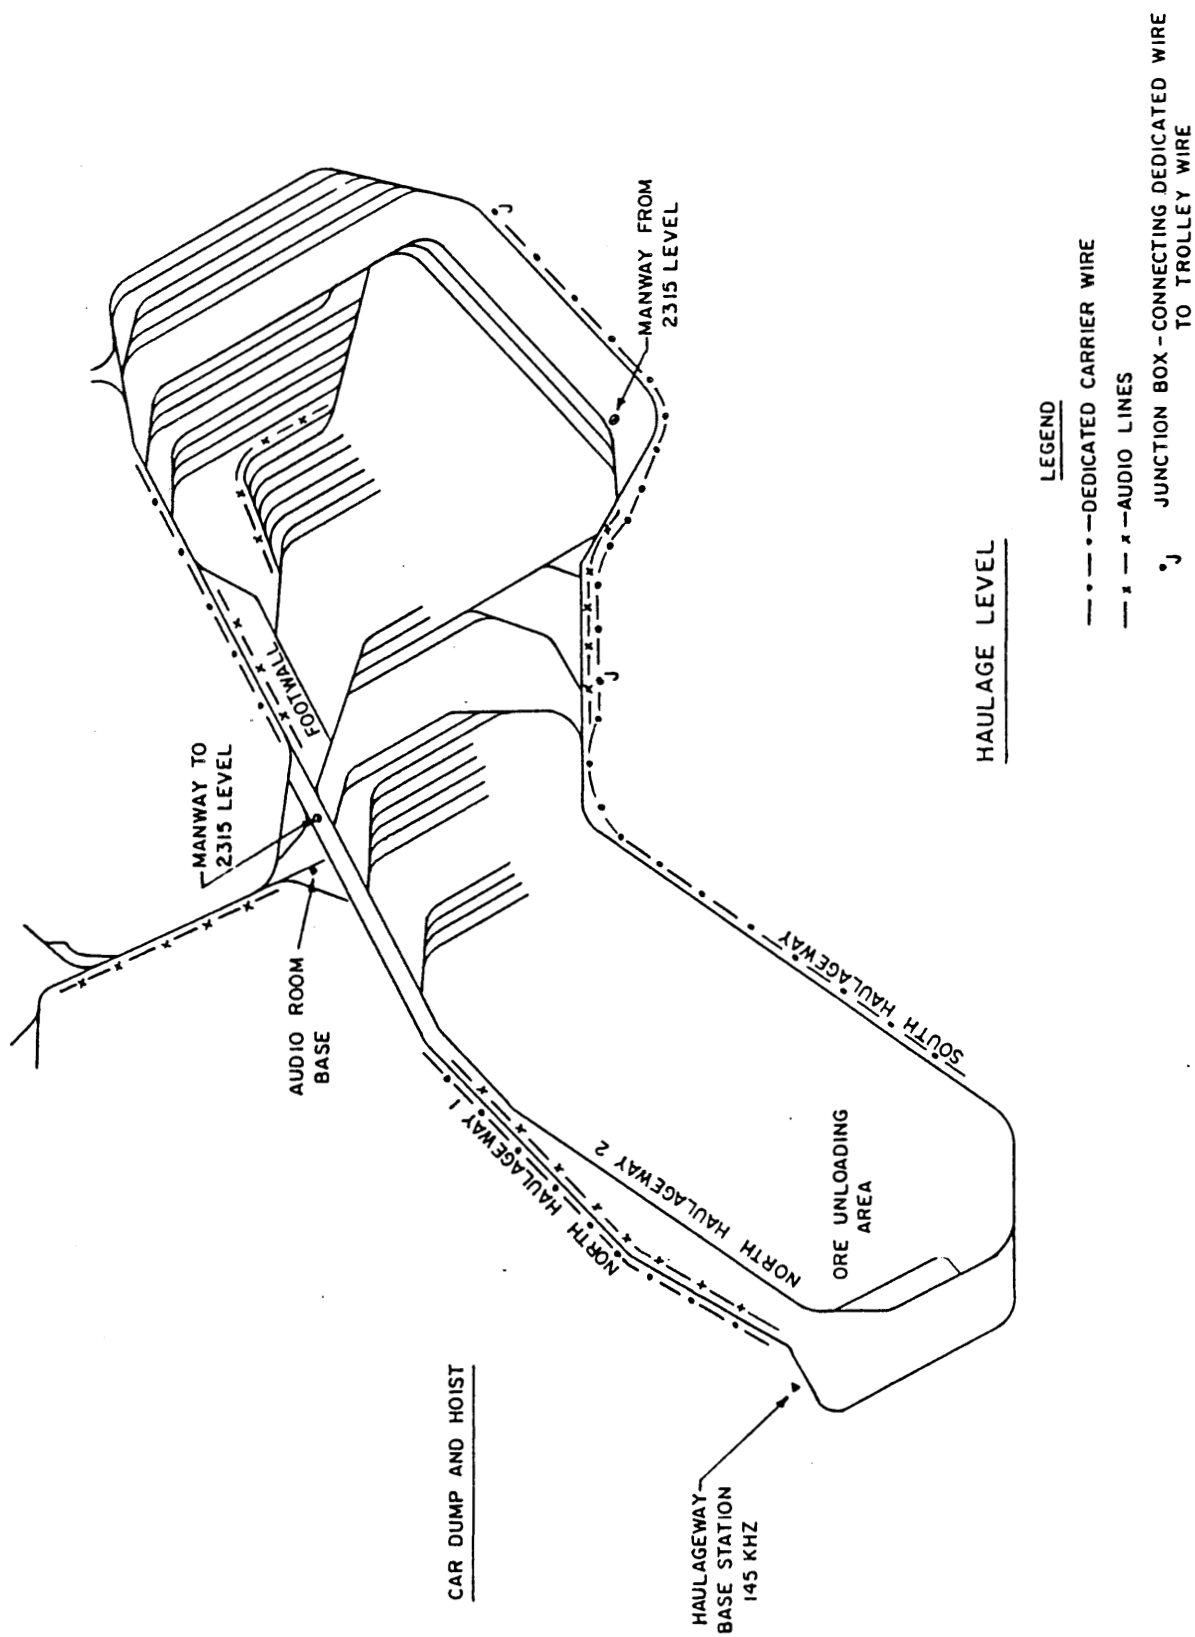 MANWAY TO
2315 LEVEL
FOOTWALL
J
MANWAY FROM
2315 LEVEL
AUDIO ROOM
BASE
J
CAR DUMP AND HOIST
NORTH HAULAGEWAY 1
NORTH HAULAGEWAY 2
SOUTH HAULAGEWAY
ORE UNLOADING
AREA
HAULAGEWAY
BASE STATION
145 KHZ
HAULAGE LEVEL
LEGEND
— • — DEDICATED CARRIER WIRE
— x — x — AUDIO LINES
•J JUNCTION BOX - CONNECTING DEDICATED WIRE
TO TROLLEY WIRE